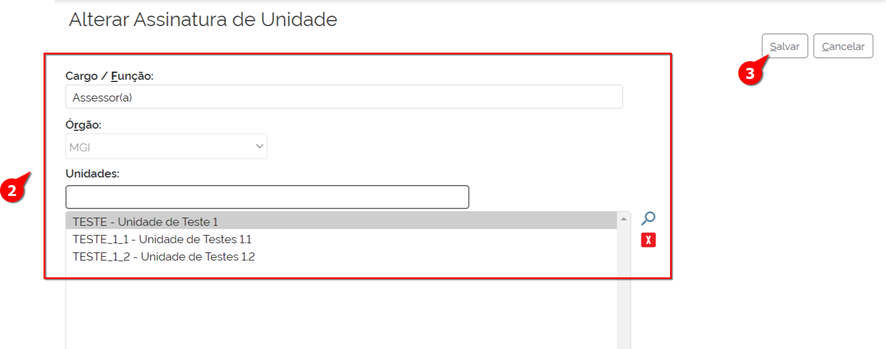 Alterar Assinatura de Unidade
Salvar Cancelar
3
Cargo / Função:
Assessor(a)
Órgão:
MGI
2
Unidades:
TESTE - Unidade de Teste 1
TESTE_1_1 - Unidade de Testes 1.1
TESTE_1_2 - Unidade de Testes 1.2
X